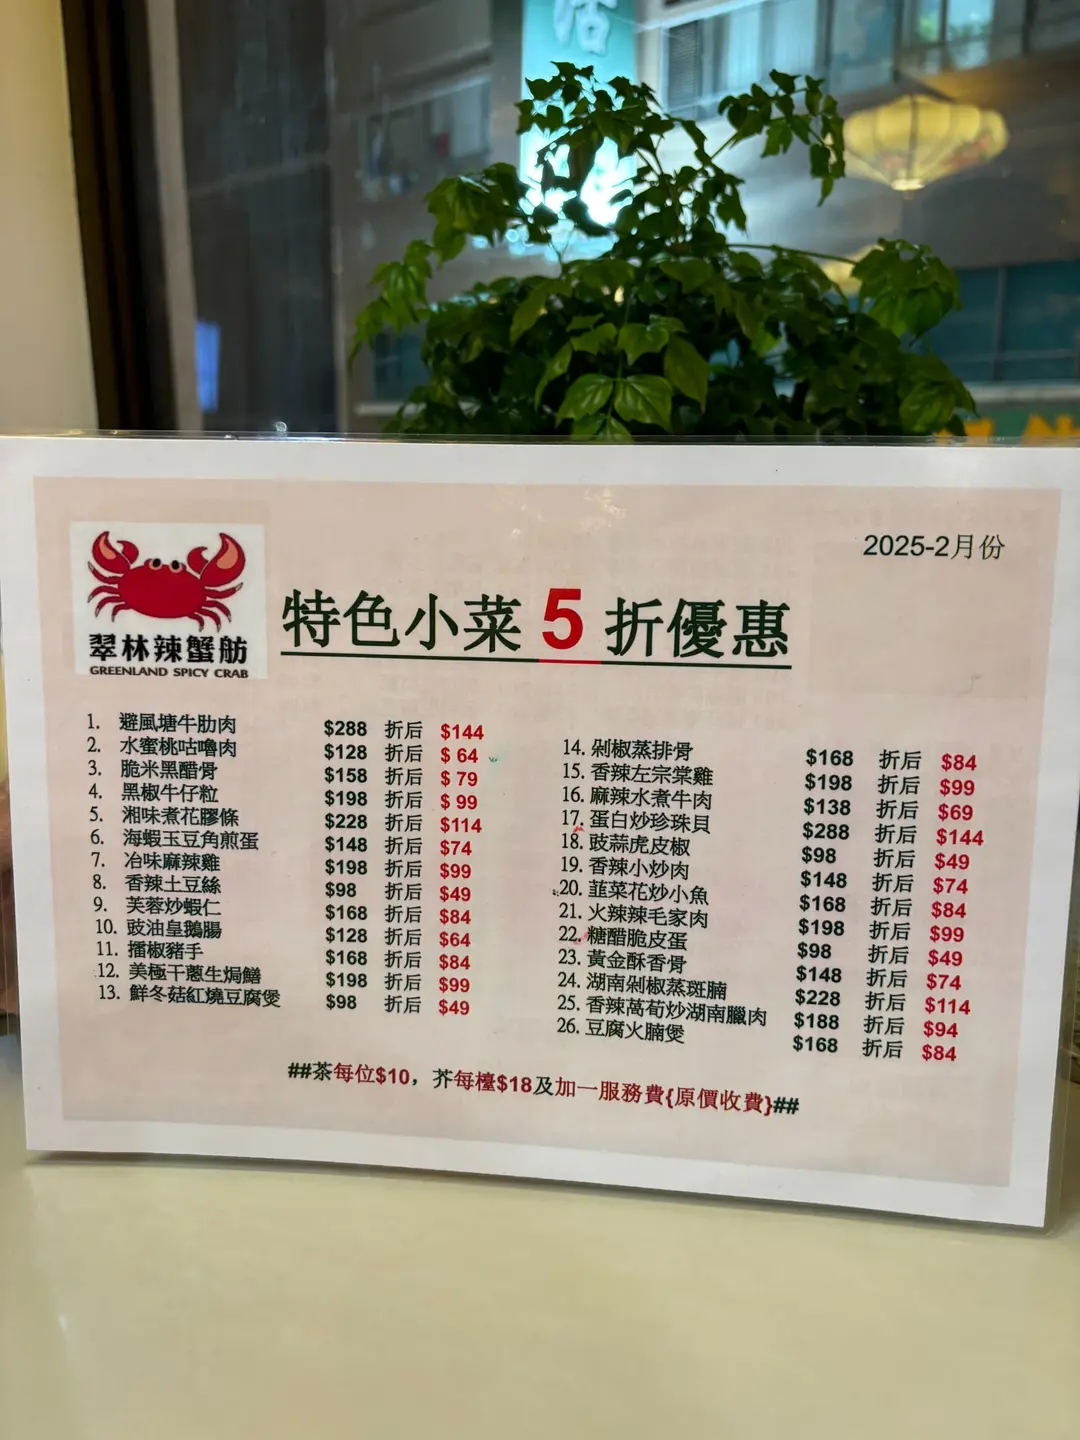 活
2025-2月份
特色小菜 5 折優惠
翠林辣蟹舫
GREENLAND SPICY CRAB
1. 避風塘牛肋肉 $288 折后 $144
2. 水蜜桃咕嚕肉 $128 折后 $ 64
3. 脆米黑醋骨 $158 折后 $ 79
4. 黑椒牛仔粒 $198 折后 $ 99
5. 湘味煮花膠條 $228 折后 $114
6. 海蝦玉豆角煎蛋 $148 折后 $74
7. 冶味麻辣雞 $198 折后 $99
8. 香辣土豆絲 $98 折后 $49
9. 芙蓉炒蝦仁 $168 折后 $84
10. 豉油皇鵝腸 $128 折后 $64
11. 擂椒豬手 $168 折后 $84
12. 美極干蔥生焗鱔 $198 折后 $99
13. 鮮冬菇紅燒豆腐煲 $98 折后 $49
14. 剁椒蒸排骨 $168 折后 $84
15. 香辣左宗棠雞 $198 折后 $99
16. 麻辣水煮牛肉 $138 折后 $69
17. 蛋白炒珍珠貝 $288 折后 $144
18. 豉蒜虎皮椒 $98 折后 $49
19. 香辣小炒肉 $148 折后 $74
20. 韮菜花炒小魚 $168 折后 $84
21. 火辣辣毛家肉 $198 折后 $99
22. 糖醋脆皮蛋 $98 折后 $49
23. 黃金酥香骨 $148 折后 $74
24. 湖南剁椒蒸斑腩 $228 折后 $114
25. 香辣萵荀炒湖南臘肉 $188 折后 $94
26. 豆腐火腩煲 $168 折后 $84
##茶每位$10，芥每檯$18及加一服務費{原價收費}##